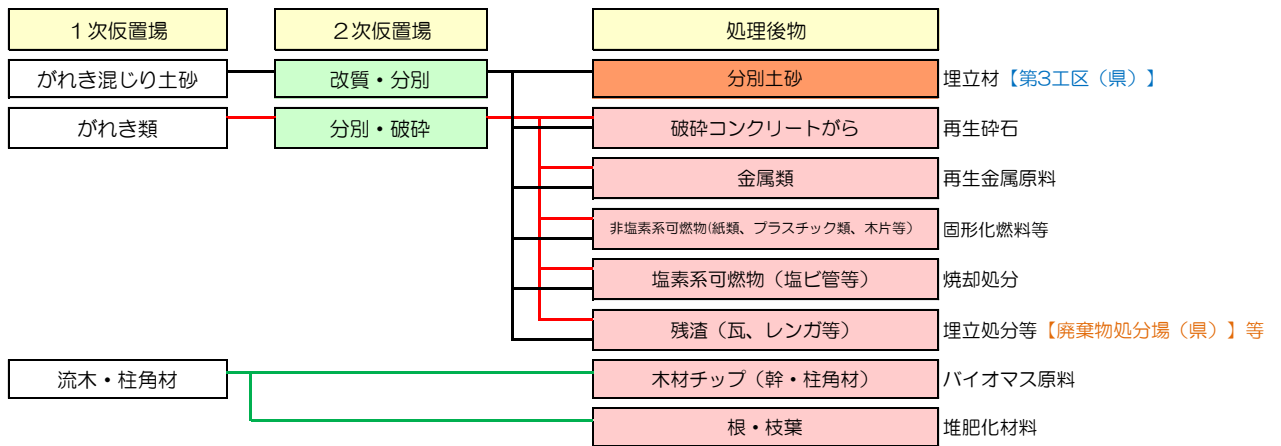 １次仮置場 ２次仮置場 処理後物
がれき混じり土砂 改質・分別 分別土砂 埋立材【第3工区（県）】
がれき類 分別・破砕 破砕コンクリートがら 再生砕石
金属類 再生金属原料
非塩素系可燃物(紙類、プラスチック類、木片等） 固形化燃料等
塩素系可燃物（塩ビ管等） 焼却処分
残渣（瓦、レンガ等） 埋立処分等【廃棄物処分場（県）】等
流木・柱角材 木材チップ（幹・柱角材） バイオマス原料
根・枝葉 堆肥化材料